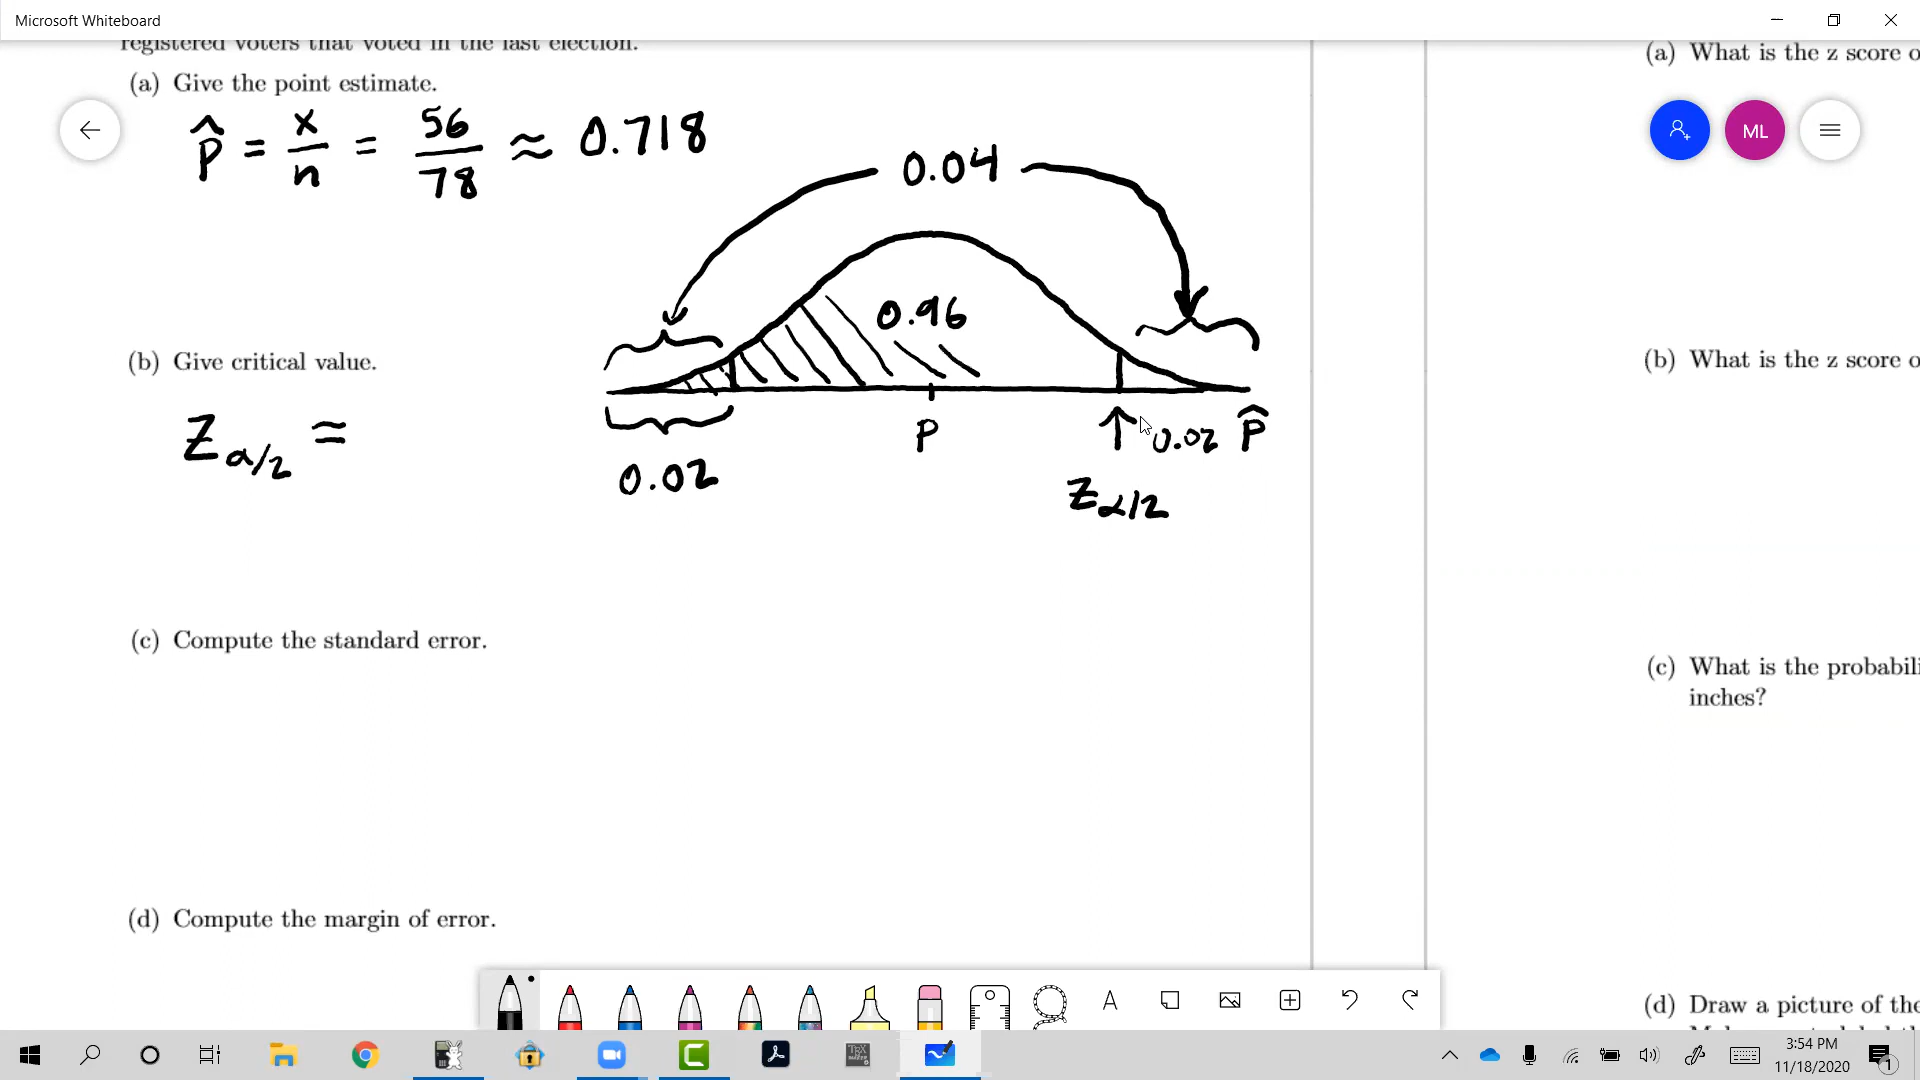 Microsoft Whiteboard
registered voters that voted in the last election.
(a) Give the point estimate.
p̂ = x/n = 56/78 ≈ 0.718
0.04
0.96
(b) Give critical value.
Z α/2 ≈
0.02
P
0.02
p̂
Z α/2
(c) Compute the standard error.
(d) Compute the margin of error.
(a) What is the z score o
ML
(b) What is the z score o
(c) What is the probabili
inches?
(d) Draw a picture of the
A
3:54 PM
11/18/2020
1